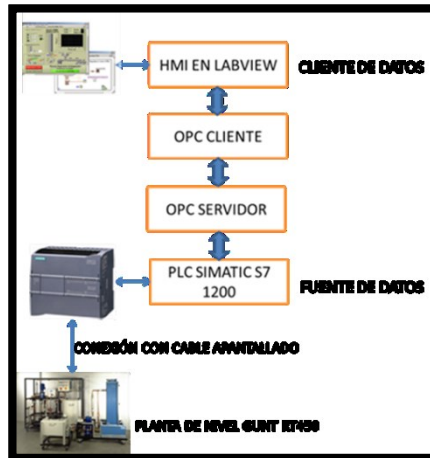 HMI EN LABVIEW
CLIENTE DE DATOS
OPC CLIENTE
OPC SERVIDOR
PLC SIMATIC S7
1200
FUENTE DE DATOS
CONEXIÓN CON CABLE APANTALLADO
PLANTA DE NIVEL GUNT RT450